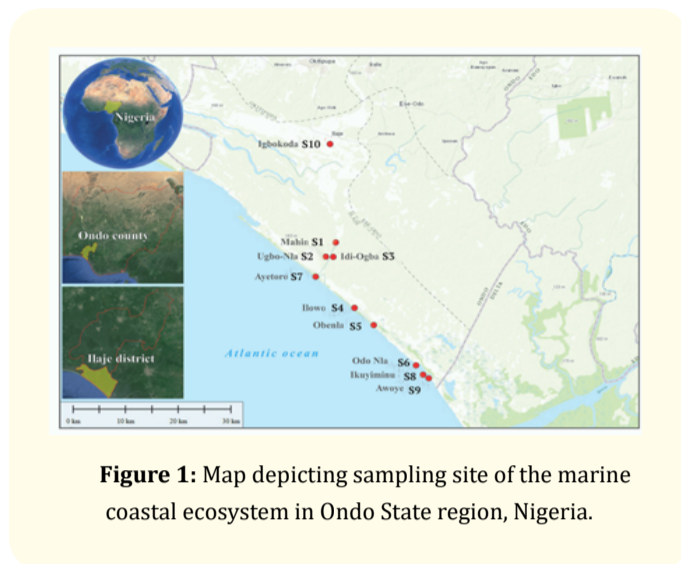 Nigeria
Igbokoda S10
Ondo county
Mahin S1
Ugbo-Nla S2
Idi-Ogba S3
Ayetoro S7
Ilowo S4
Obenla S5
Ilaje district
Atlantic ocean
Odo Nla S6
Ikuyiminu S8
Awoye S9
0 km 10 km 20 km 30 km
Figure 1: Map depicting sampling site of the marine
coastal ecosystem in Ondo State region, Nigeria.